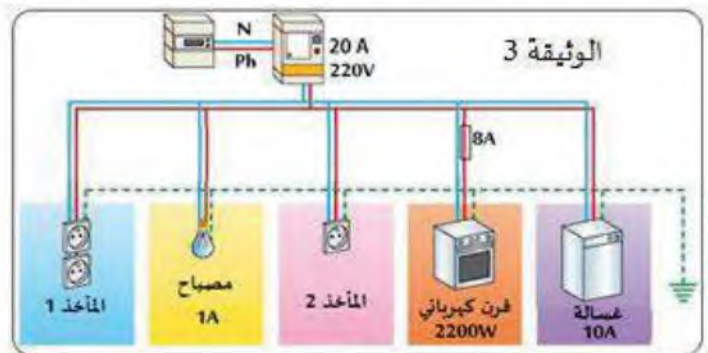 الوثيقة 3
N
Ph
20 A
220V
8A
المأخذ 1
مصباح
1A
المأخذ 2
فرن كهربائي
2200W
غسالة
10A